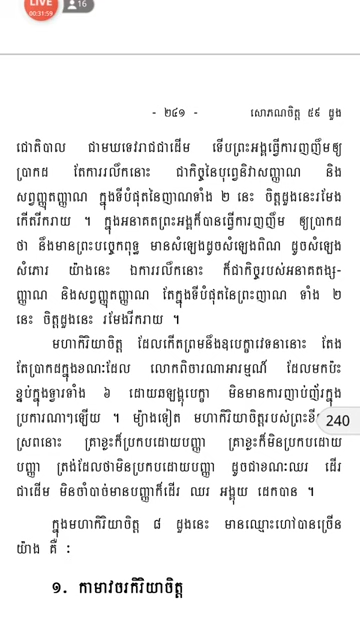 LIVE
00:31:59
16
- ២៤១ -
សោភណចិត្ត ៥៩ ដួង
ជោតិបាល ជាមឃទេវរាជជាដើម ទើបព្រះអង្គធ្វើការញញឹមឲ្យ
ប្រាកដ តែការរលឹកនោះ ជាកិច្ចនៃបុព្វេនិវាសញ្ញាណ និង
សព្វញ្ញុតញ្ញាណ ក្នុងទីបំផុតនៃញាណទាំង ២ នេះ ចិត្តដួងនេះរមែង
កើតរីករាយ ។ ក្នុងអនាគតព្រះអង្គក៏បានធ្វើការញញឹម ឲ្យប្រាកដ
ថា នឹងមានព្រះបច្ចេកពុទ្ធ មានសំឡេងដូចសំឡេងពិណ ដូចសំឡេង
សំភោរ យ៉ាងនេះ ឯការរលឹកនោះ ក៏ជាកិច្ចរបស់អនាគតង្ស-
ញ្ញាណ និងសព្វញ្ញុតញ្ញាណ តែក្នុងទីបំផុតនៃព្រះញាណ ទាំង ២
នេះ ចិត្តដួងនេះ រមែងរីករាយ ។
មហាកិរិយាចិត្ត ដែលកើតព្រមនឹងឧបេក្ខាវេទនានោះ តែង
តែប្រាកដក្នុងខណៈដែល លោកពិចារណាអារម្មណ៍ ដែលមកប៉ះ
ខ្ទប់ក្នុងទ្វារទាំង ៦ ដោយឆឡង្គុបេក្ខា មិនមានការញាប់ញ័រក្នុង
ប្រការណាៗឡើយ ។ ម៉្យាងទៀត មហាកិរិយាចិត្តរបស់ព្រះខីណា
ស្រពនោះ គ្រាខ្លះក៏ប្រកបដោយបញ្ញា គ្រាខ្លះក៏មិនប្រកបដោយ
បញ្ញា ត្រង់ដែលថាមិនប្រកបដោយបញ្ញា ដូចជាខណៈឈរ ដើរ
ជាដើម មិនចាំបាច់មានបញ្ញាក៏ដើរ ឈរ អង្គុយ ដេកបាន ។
ក្នុងមហាកិរិយាចិត្ត ៨ ដួងនេះ មានឈ្មោះហៅបានច្រើន
យ៉ាង គឺ :
១. កាមាវចរកិរិយាចិត្ត
240